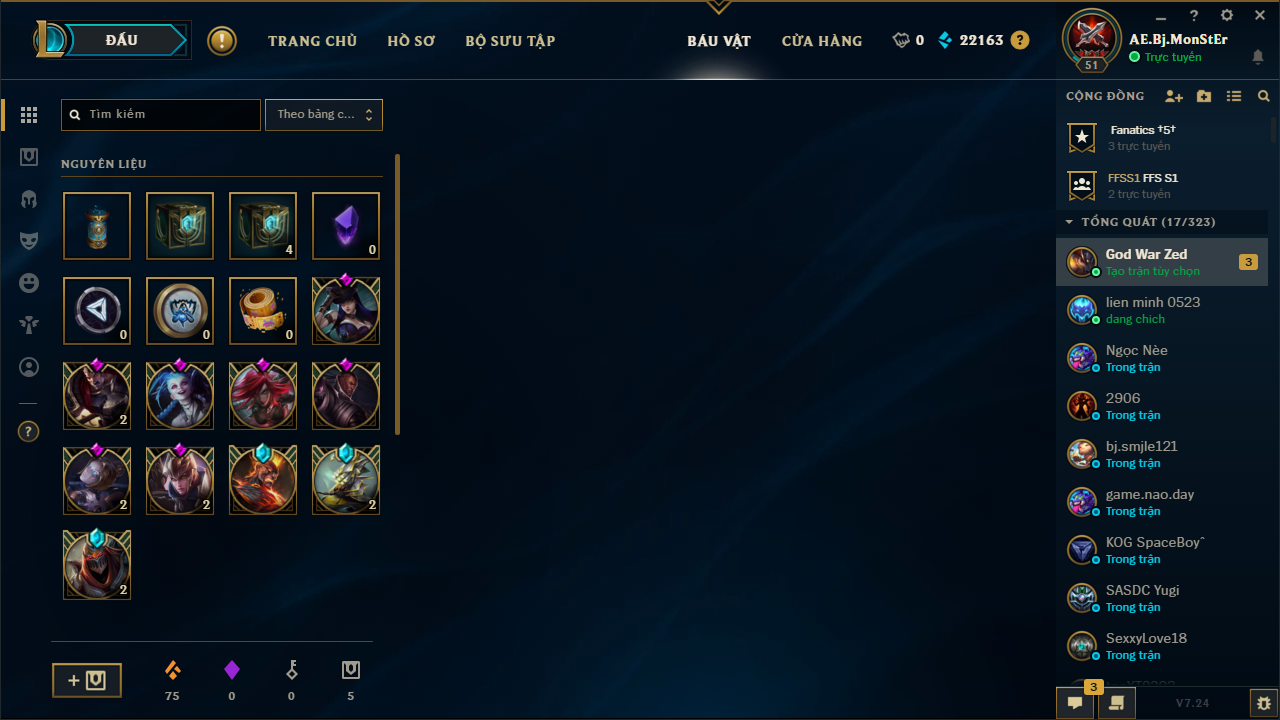 ĐẤU
TRANG CHỦ
HỒ SƠ
BỘ SƯU TẬP
BÁU VẬT
CỬA HÀNG
0
22163
?
?
51
AE.Bj.MonStEr
Trực tuyến
Tìm kiếm
Theo bảng c...
NGUYÊN LIỆU
4
0
0
0
0
2
2
2
2
2
?
75
0
0
5
CỘNG ĐỒNG
Fanatics †5†
3 trực tuyến
FFSS1 FFS S1
2 trực tuyến
TỔNG QUÁT (17/323)
God War Zed
Tạo trận tùy chọn
3
lien minh 0523
dang chich
Ngọc Nèe
Trong trận
2906
Trong trận
bj.smjle121
Trong trận
game.nao.day
Trong trận
KOG SpaceBoyˆ
Trong trận
SASDC Yugi
Trong trận
SexxyLove18
Trong trận
3
V7.24